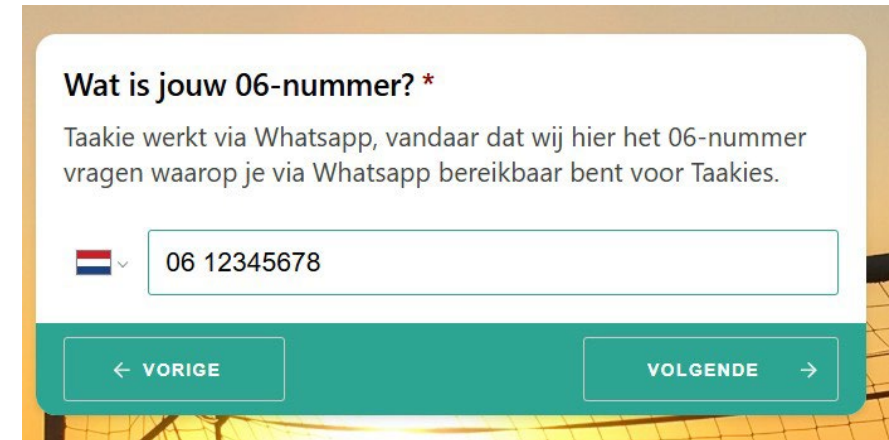 Wat is jouw 06-nummer? *
Taakie werkt via Whatsapp, vandaar dat wij hier het 06-nummer
vragen waarop je via Whatsapp bereikbaar bent voor Taakies.
06 12345678
← VORIGE
VOLGENDE →